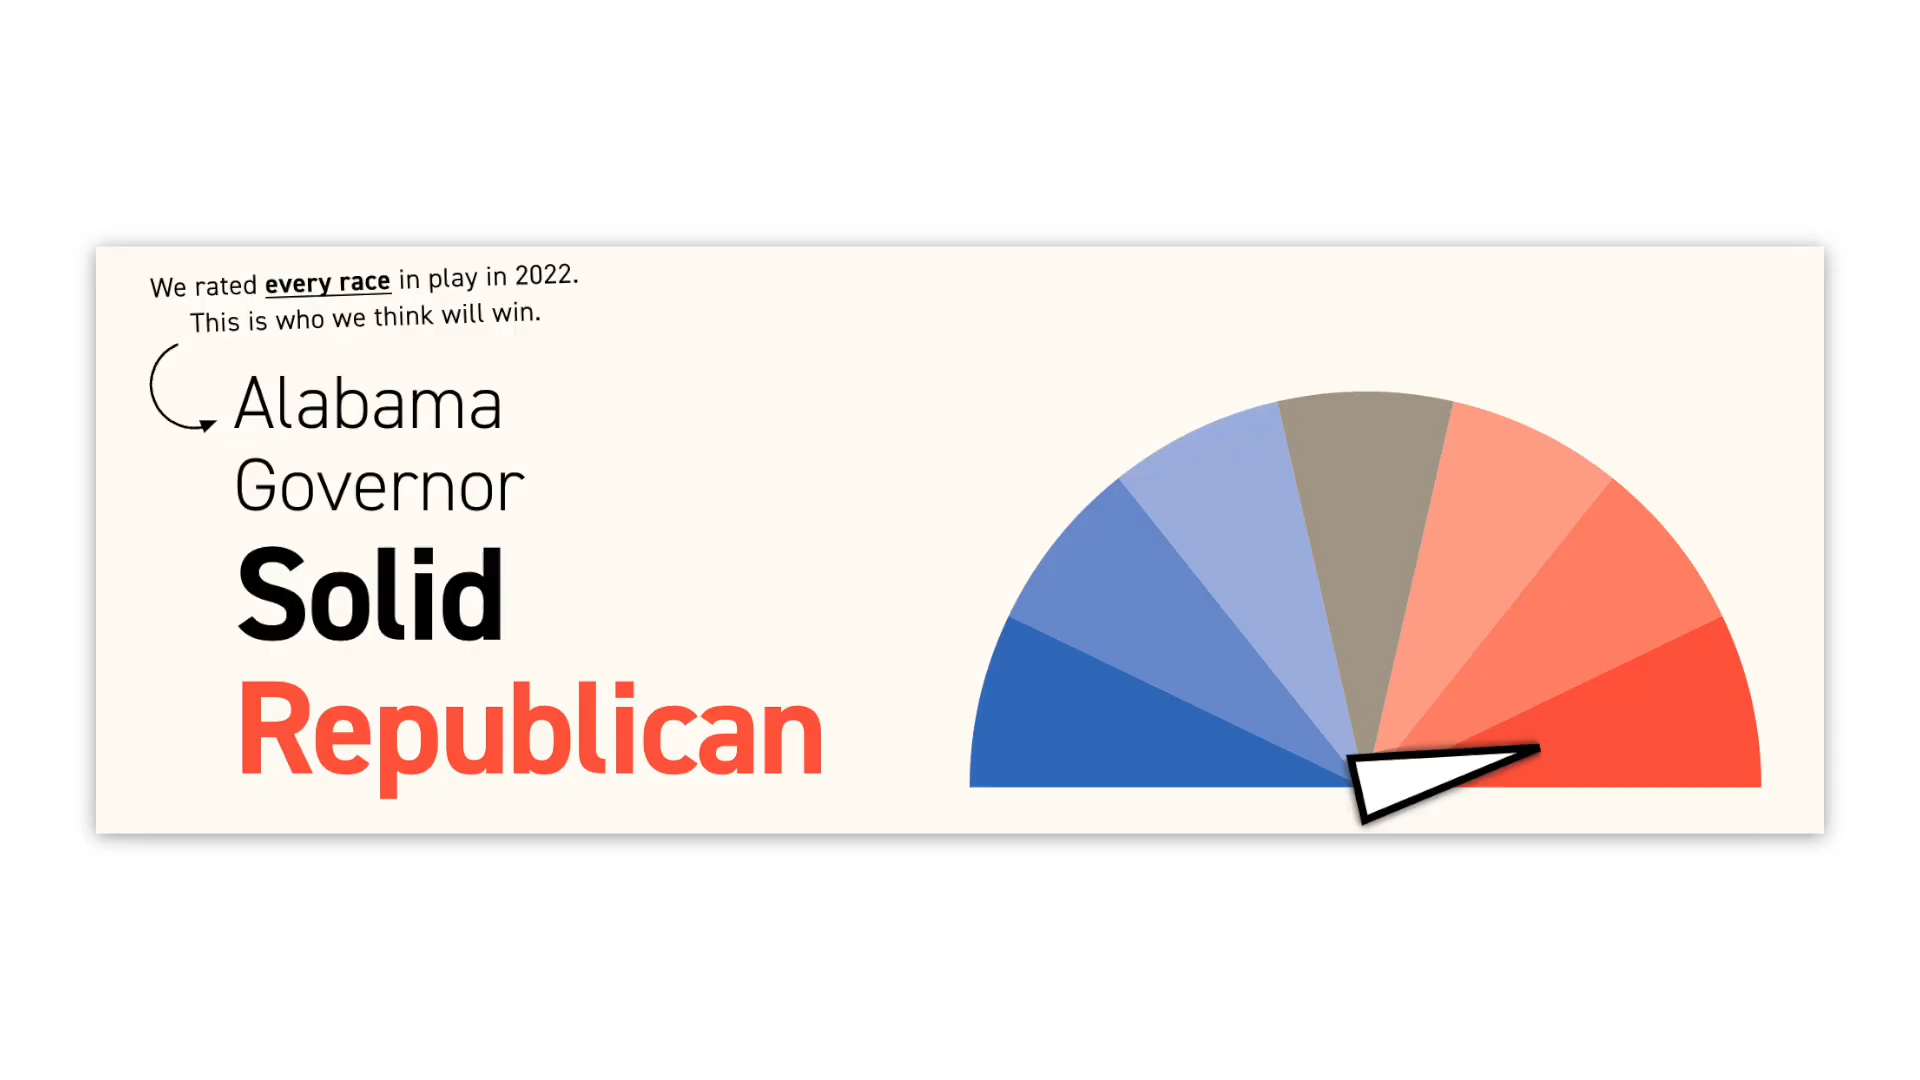 We rated every race in play in 2022.
This is who we think will win.
Alabama
Governor
Solid
Republican